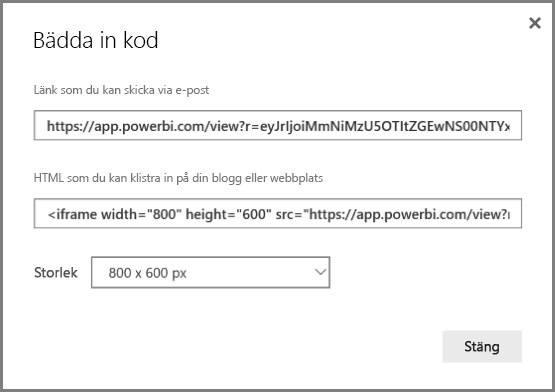 Bädda in kod
Länk som du kan skicka via e-post
https://app.powerbi.com/view?r=eyJrIjoiMmNiMzU5OTItZGEwNS00NTYx
HTML som du kan klistra in på din blogg eller webbplats
<iframe width="800" height="600" src="https://app.powerbi.com/view?r
Storlek 800 x 600 px
Stäng